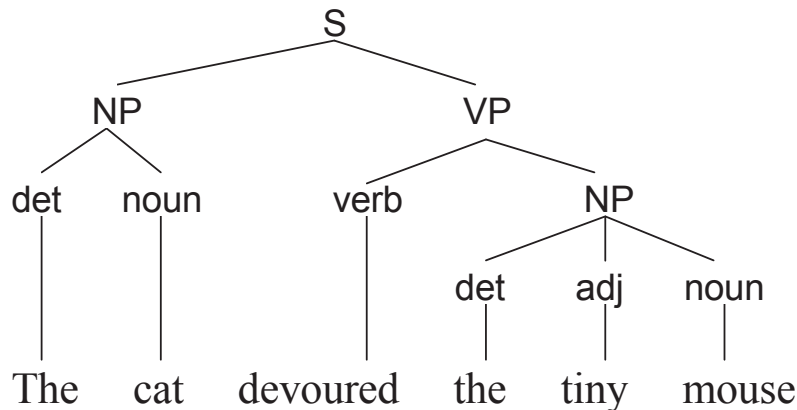 S
NP VP
det noun verb NP
det adj noun
The cat devoured the tiny mouse